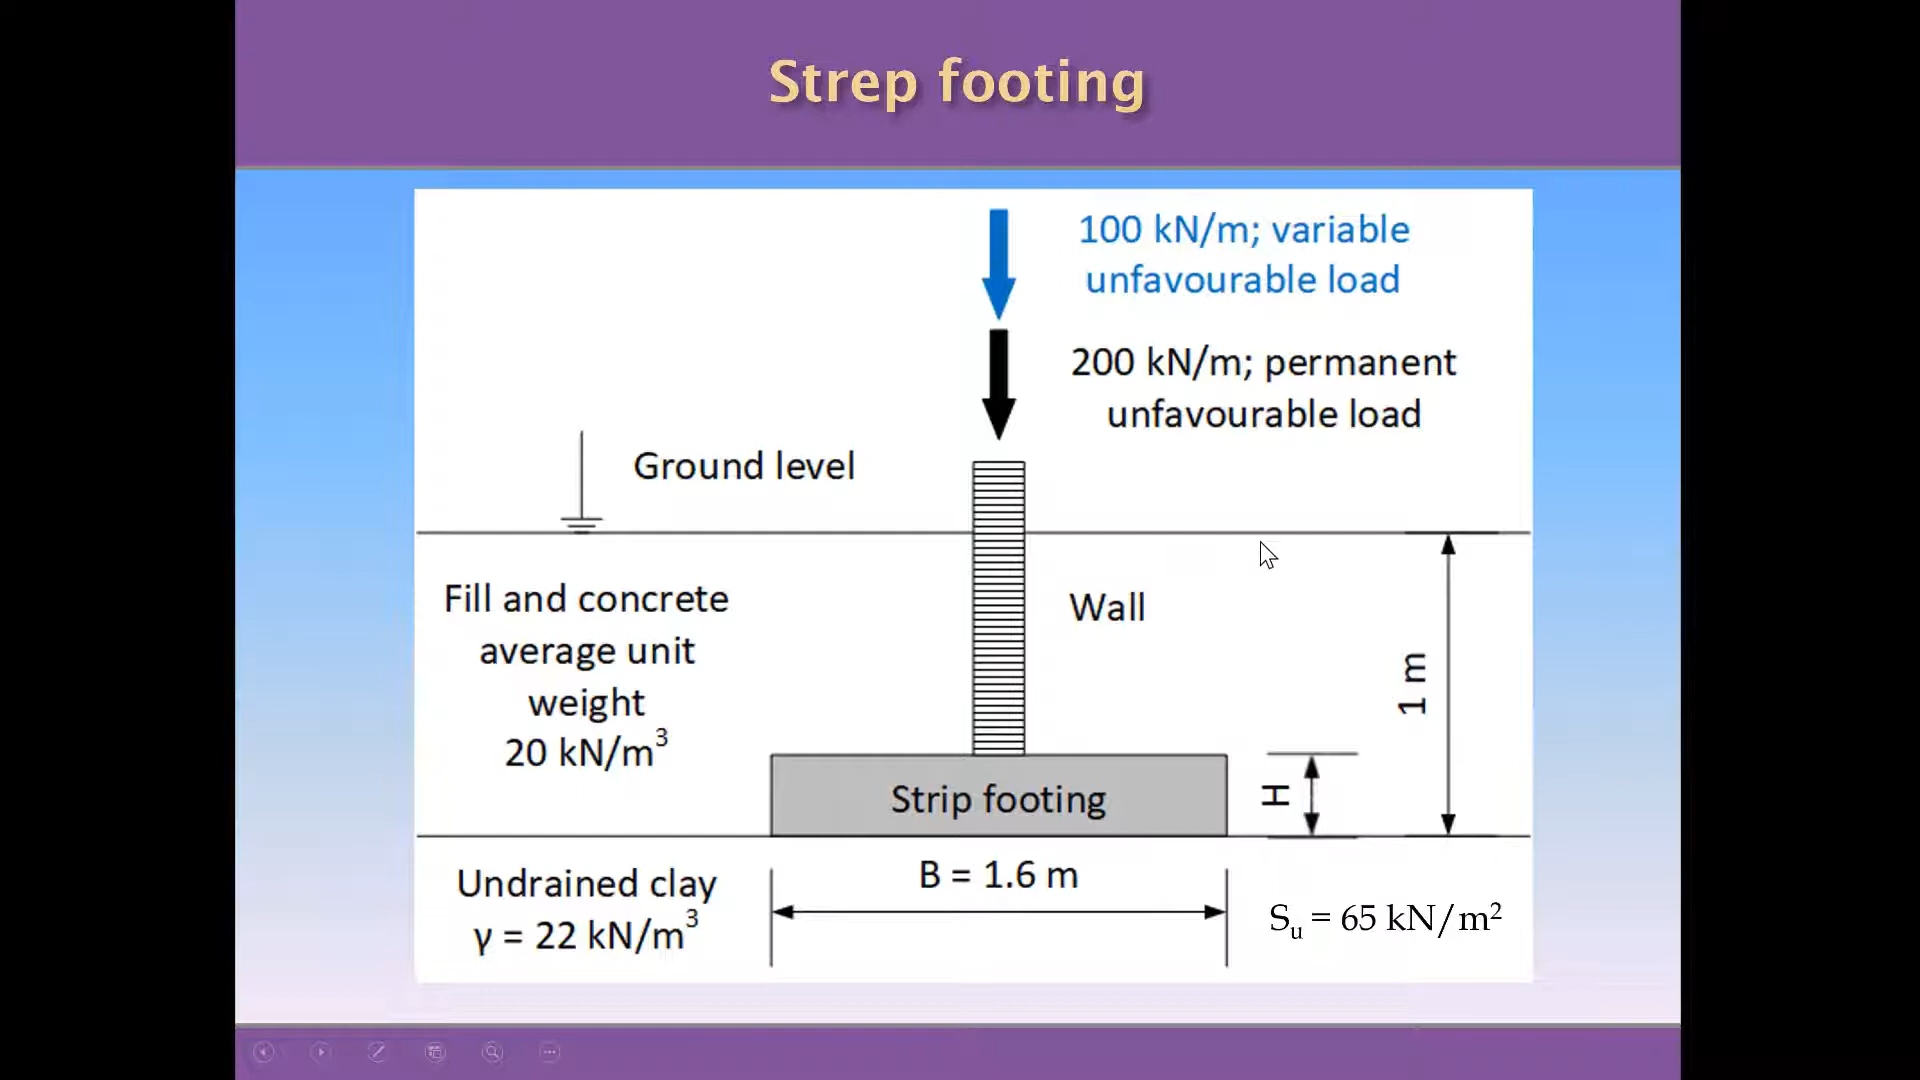 Strep footing
100 kN/m; variable
unfavourable load
200 kN/m; permanent
unfavourable load
Ground level
Fill and concrete
average unit
weight
20 kN/m³
Wall
1 m
Strip footing
H
Undrained clay
γ = 22 kN/m³
B = 1.6 m
Sᵤ = 65 kN/m²